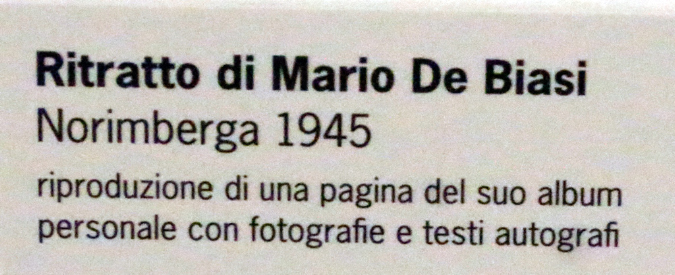 Ritratto di Mario De Biasi
Norimberga 1945
riproduzione di una pagina del suo album
personale con fotografie e testi autografi